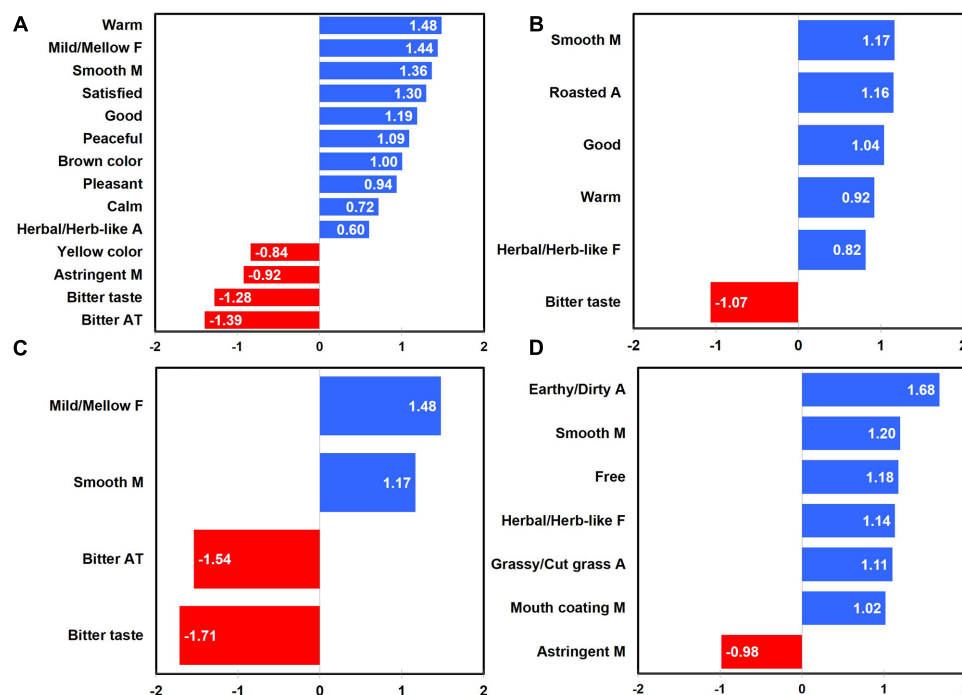 A
Warm 1.48
Mild/Mellow F 1.44
Smooth M 1.36
Satisfied 1.30
Good 1.19
Peaceful 1.09
Brown color 1.00
Pleasant 0.94
Calm 0.72
Herbal/Herb-like A 0.60
Yellow color -0.84
Astringent M -0.92
Bitter taste -1.28
Bitter AT -1.39
-2 -1 0 1 2
B
Smooth M 1.17
Roasted A 1.16
Good 1.04
Warm 0.92
Herbal/Herb-like F 0.82
Bitter taste -1.07
-2 -1 0 1 2
C
Mild/Mellow F 1.48
Smooth M 1.17
Bitter AT -1.54
Bitter taste -1.71
-2 -1 0 1 2
D
Earthy/Dirty A 1.68
Smooth M 1.20
Free 1.18
Herbal/Herb-like F 1.14
Grassy/Cut grass A 1.11
Mouth coating M 1.02
Astringent M -0.98
-2 -1 0 1 2